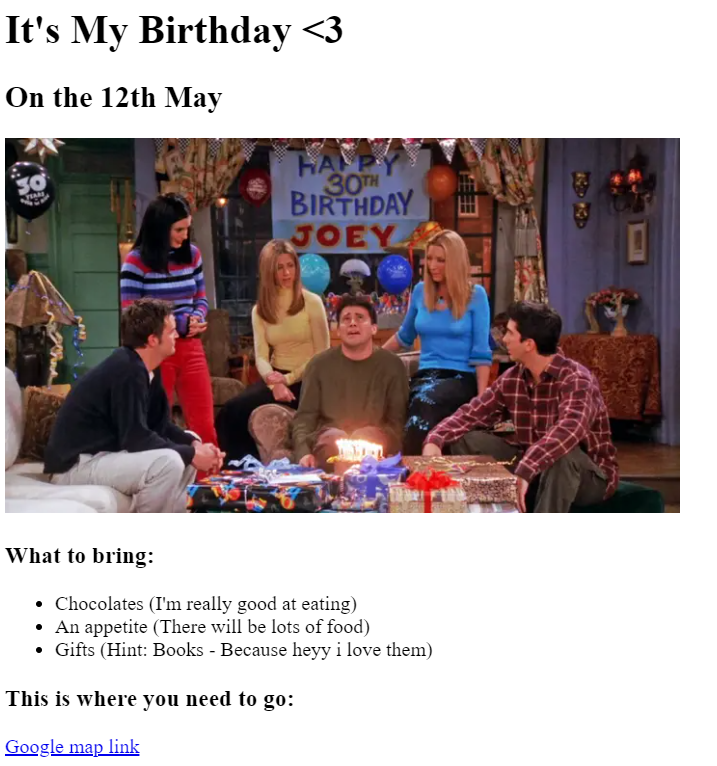 It's My Birthday <3
On the 12th May
30
YEARS
HAPPY
30TH
BIRTHDAY
JOEY
What to bring:
Chocolates (I'm really good at eating)
An appetite (There will be lots of food)
Gifts (Hint: Books - Because heyy i love them)
This is where you need to go:
Google map link